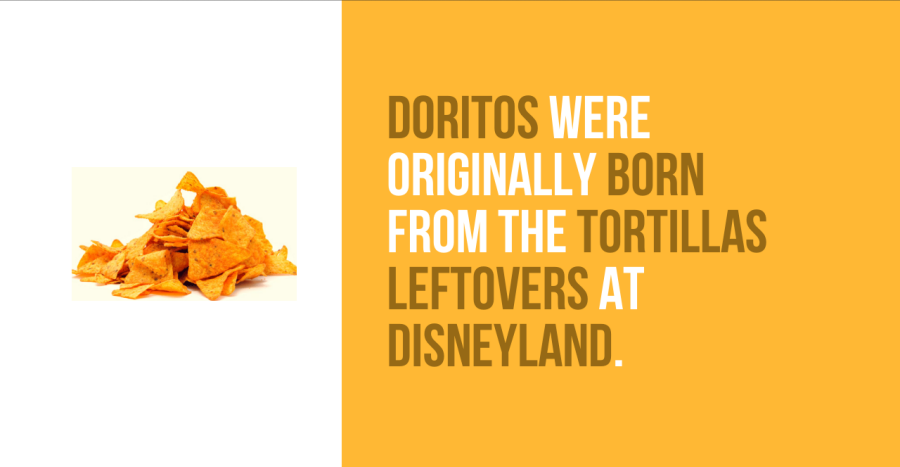 DORITOS WERE
ORIGINALLY BORN
FROM THE TORTILLAS
LEFTOVERS AT
DISNEYLAND.